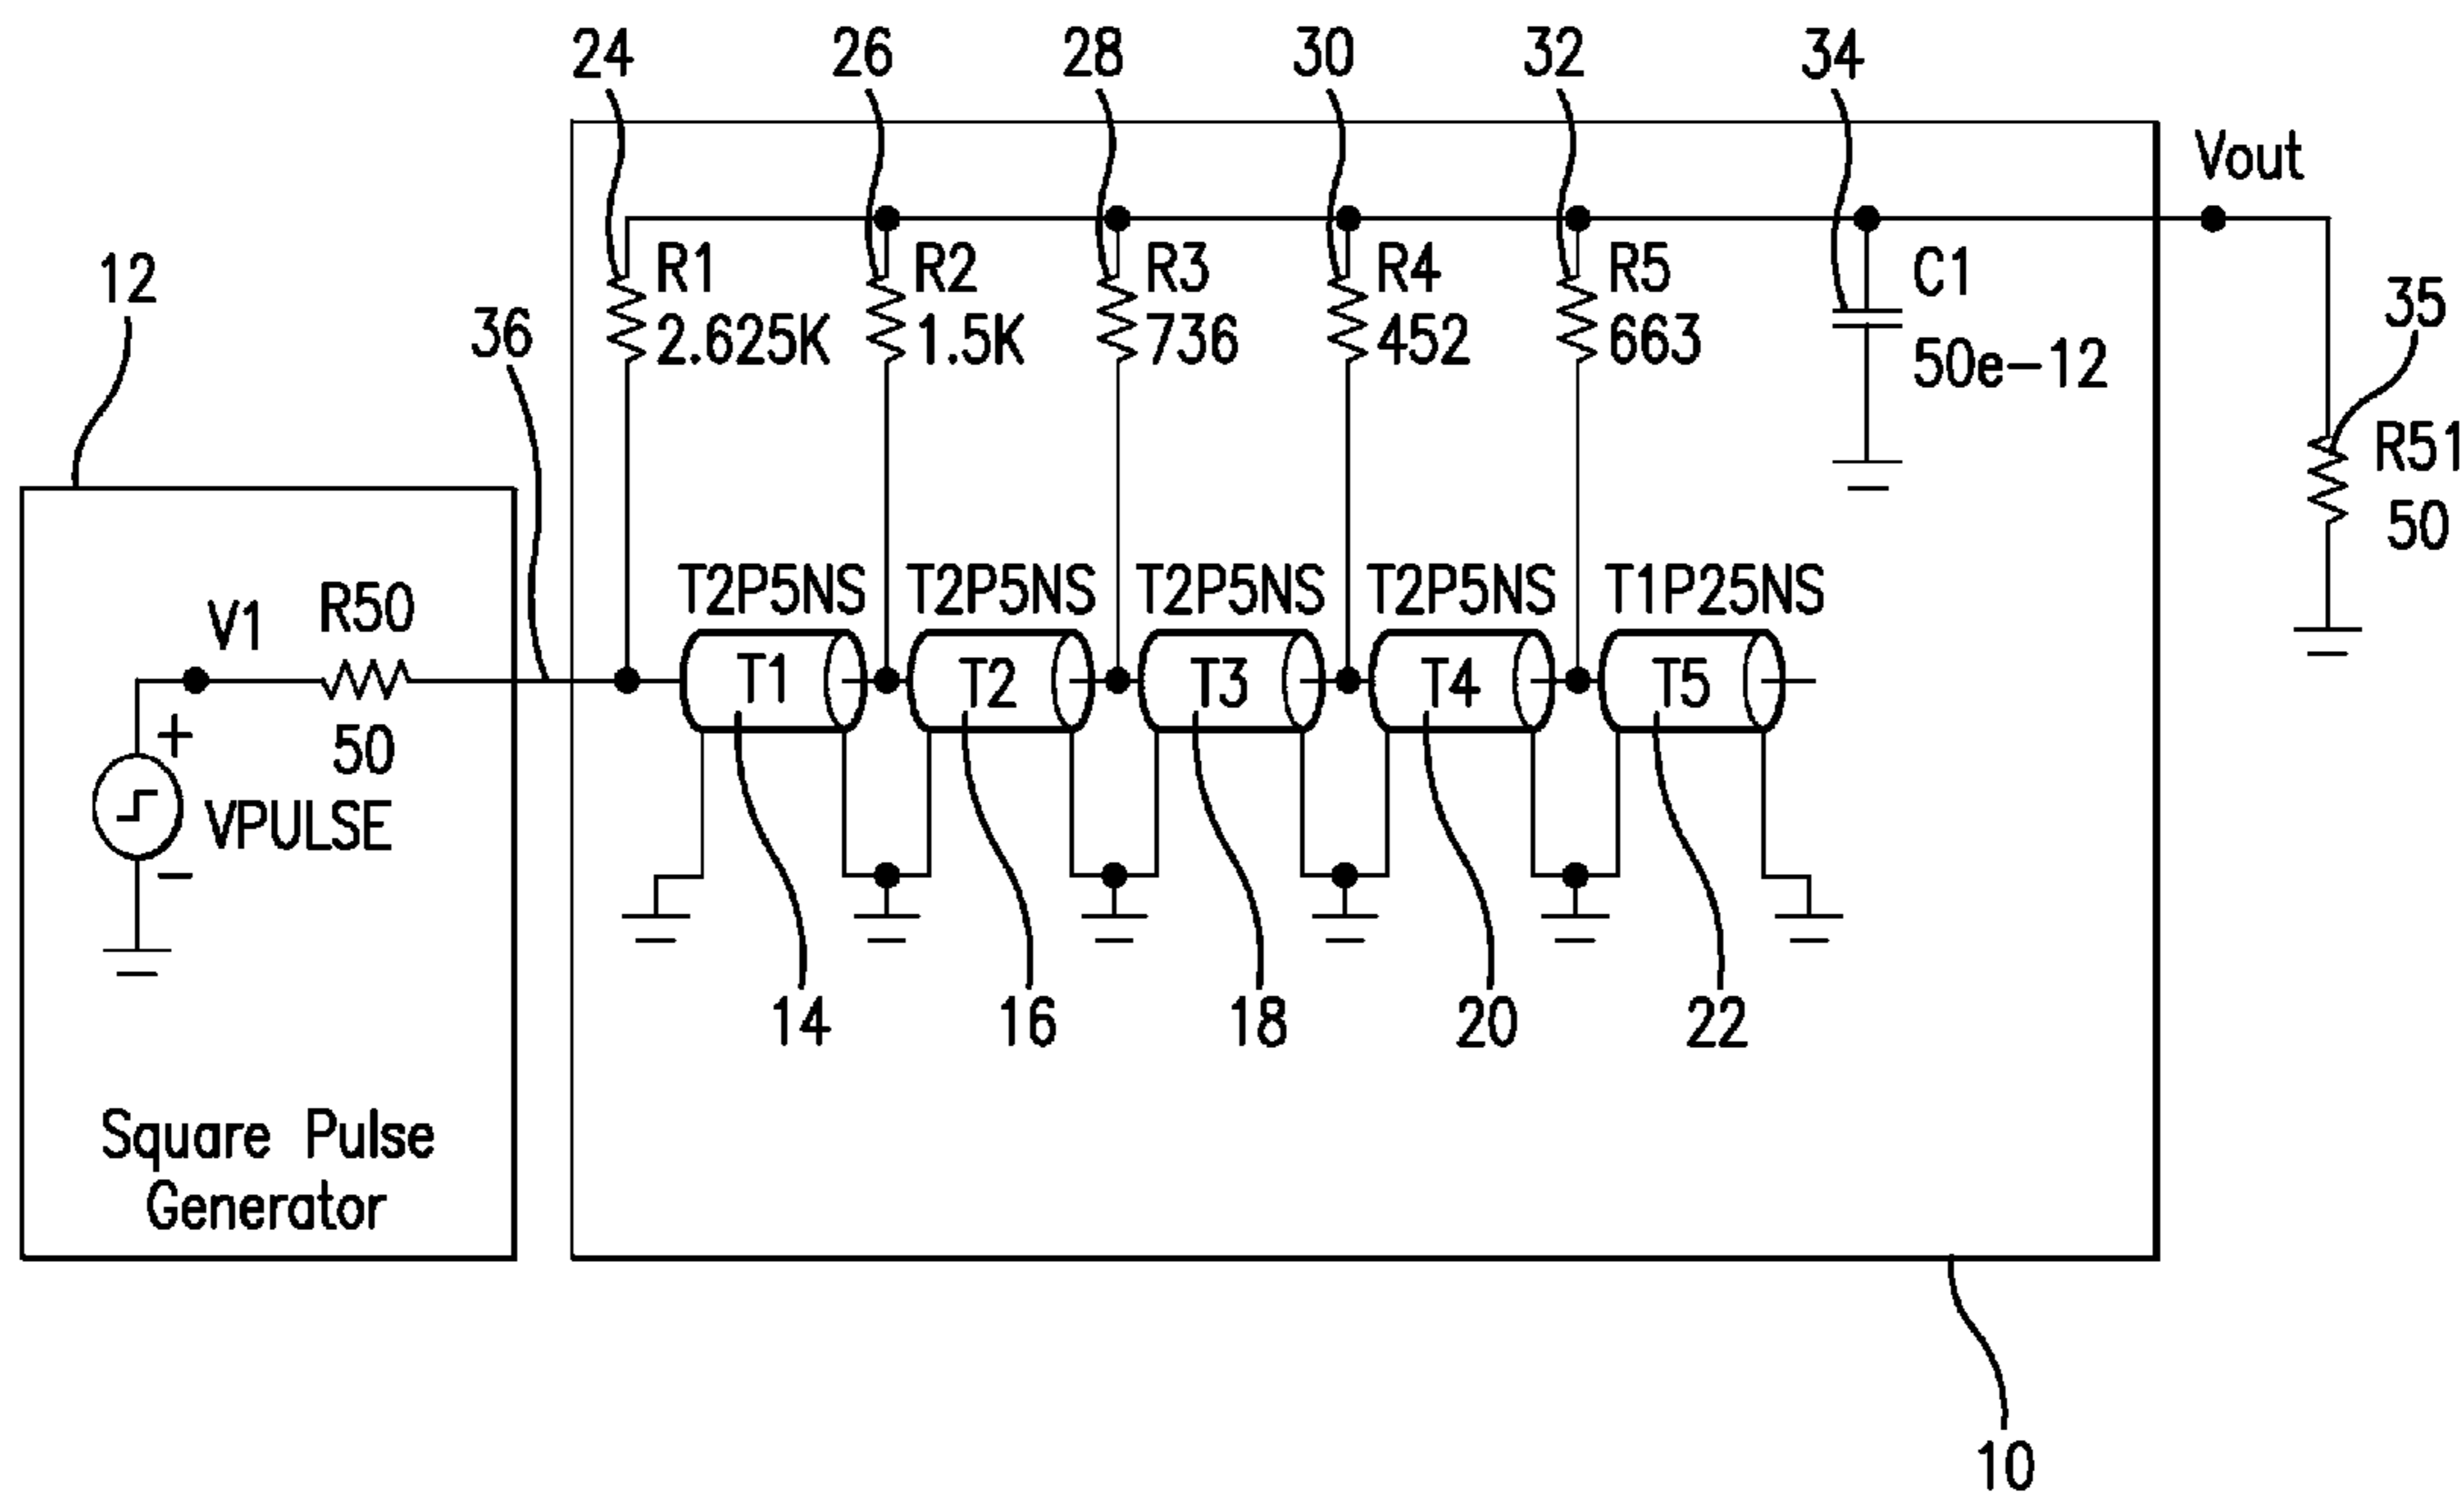 24
26
28
30
32
34
Vout
12
36
R1
2.625K
R2
1.5K
R3
736
R4
452
R5
663
C1
50e-12
35
R51
50
V1
R50
50
+
VPULSE
-
T2P5NS
T2P5NS
T2P5NS
T2P5NS
T1P25NS
T1
T2
T3
T4
T5
14
16
18
20
22
Square Pulse
Generator
10